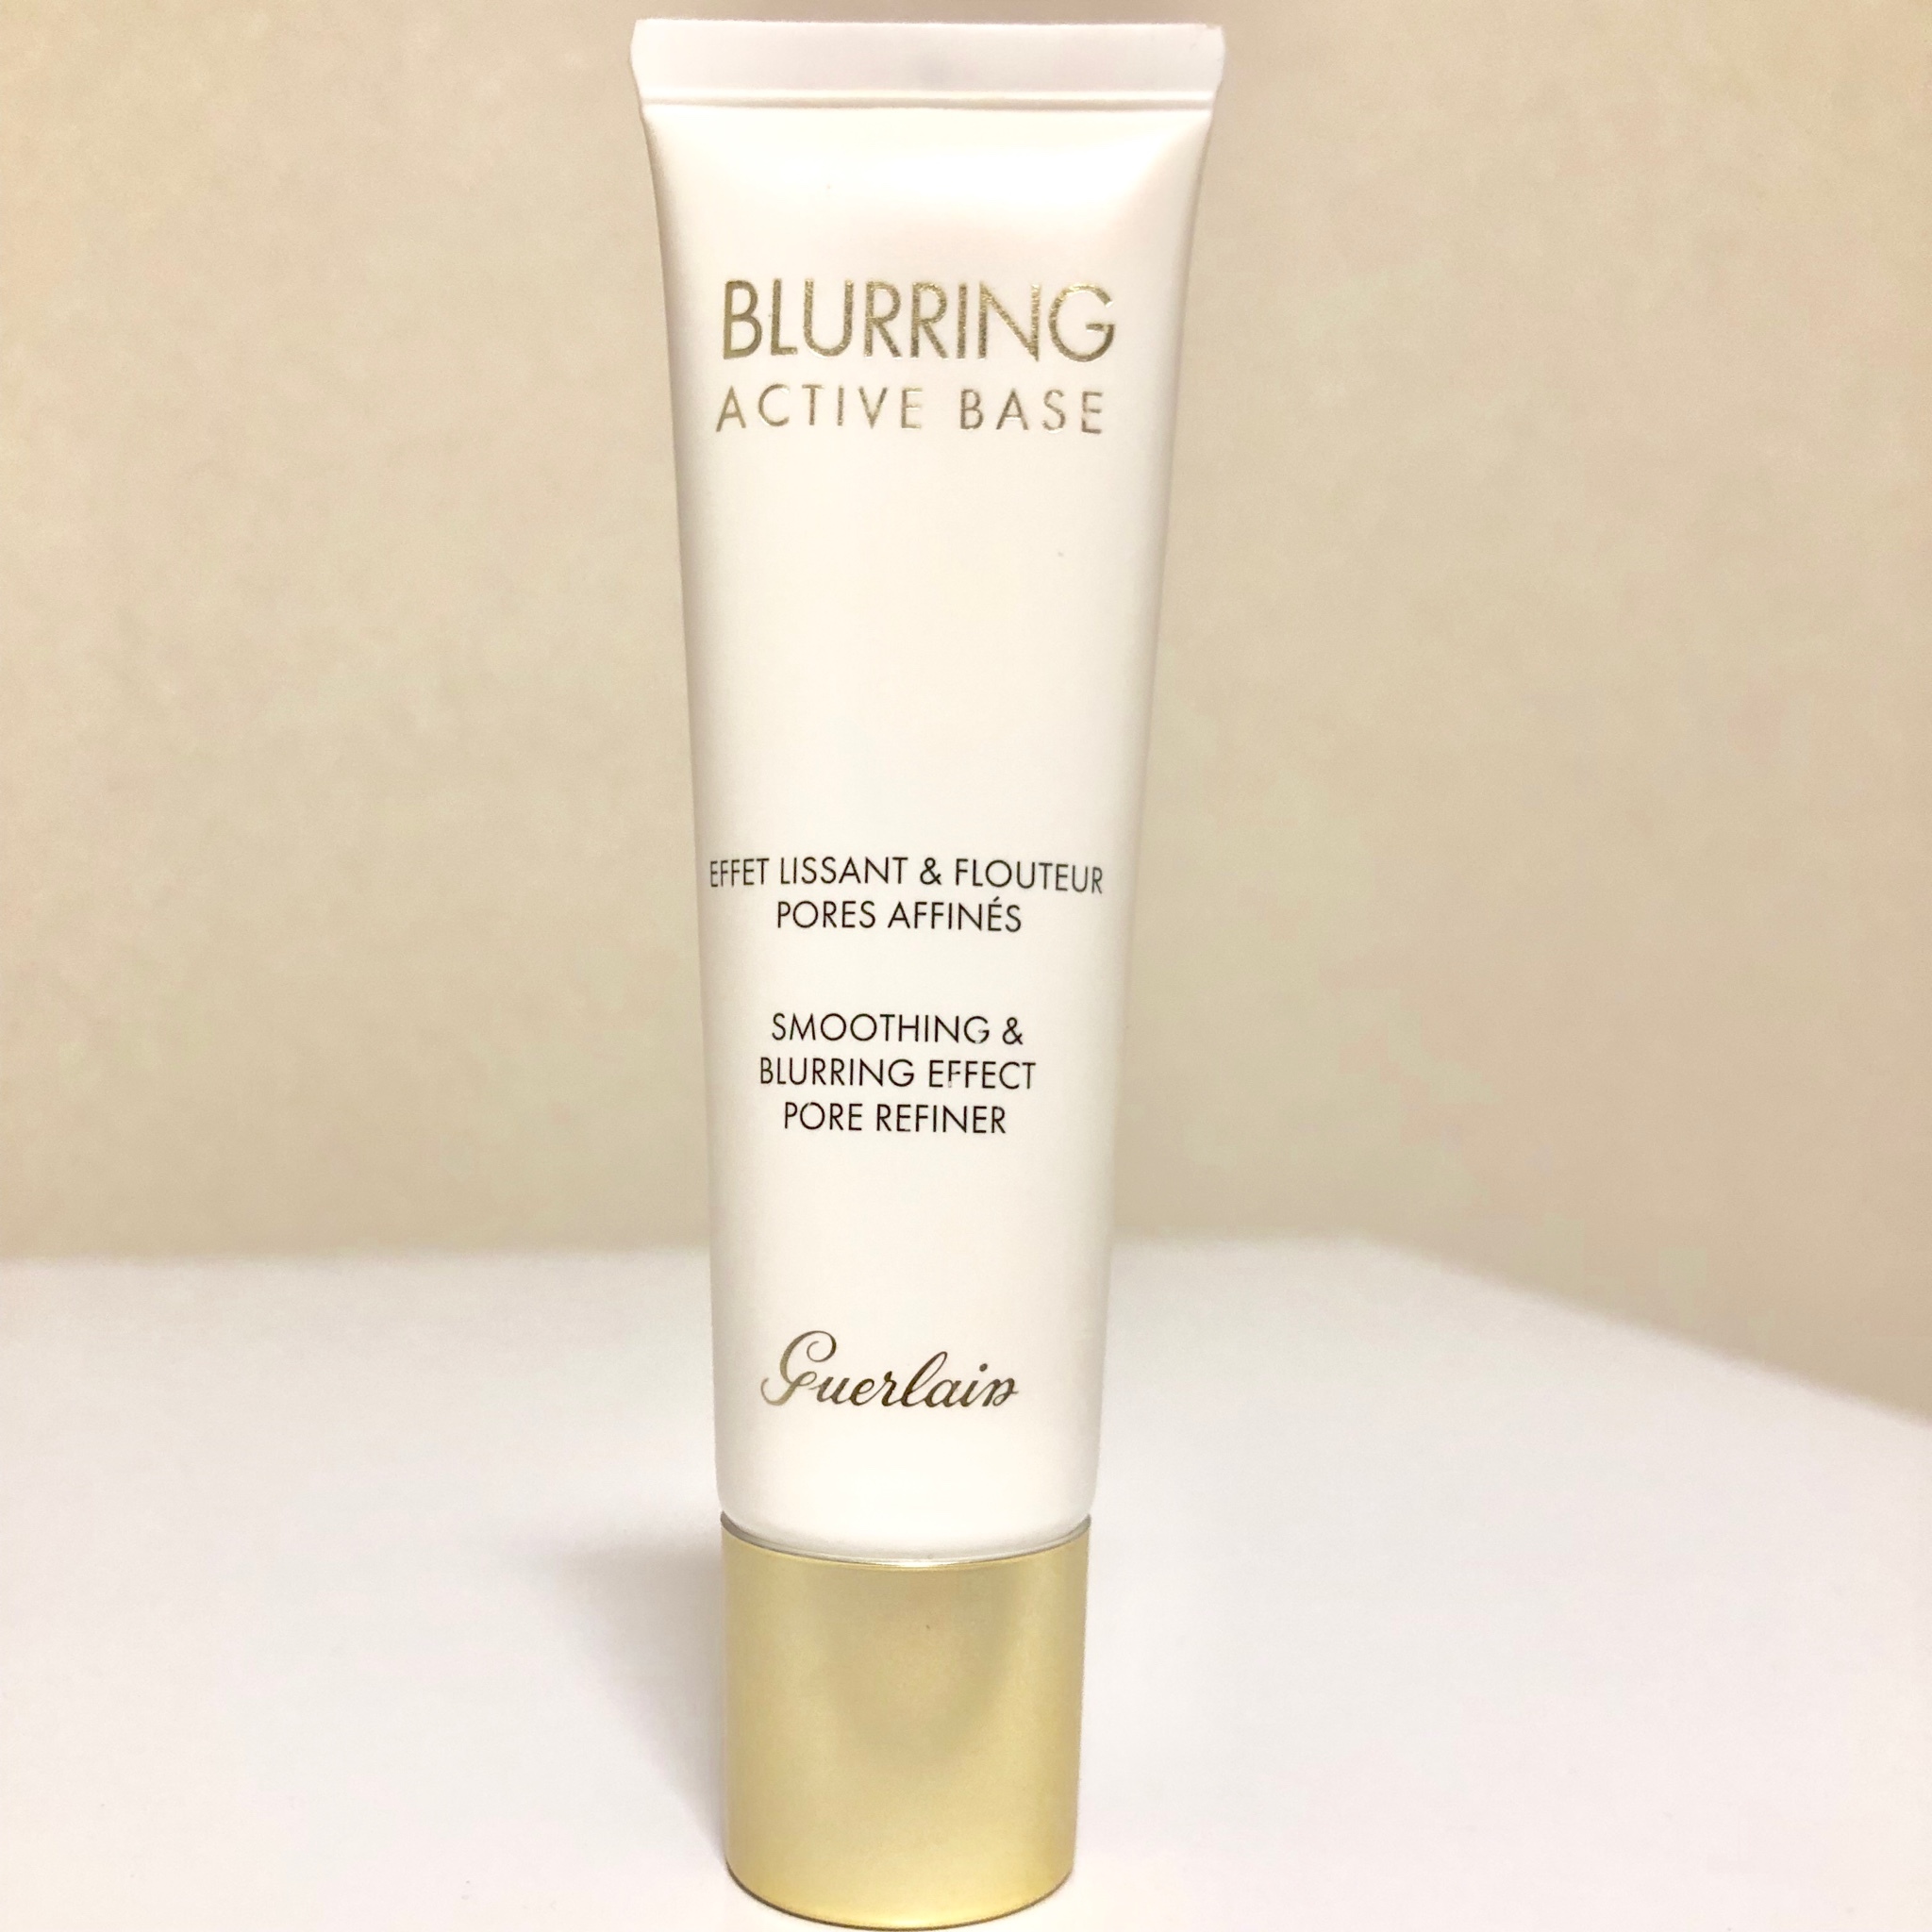 BLURRING
ACTIVE BASE
EFFET LISSANT & FLOUTEUR
PORES AFFINÉS
SMOOTHING &
BLURRING EFFECT
PORE REFINER
Guerlain